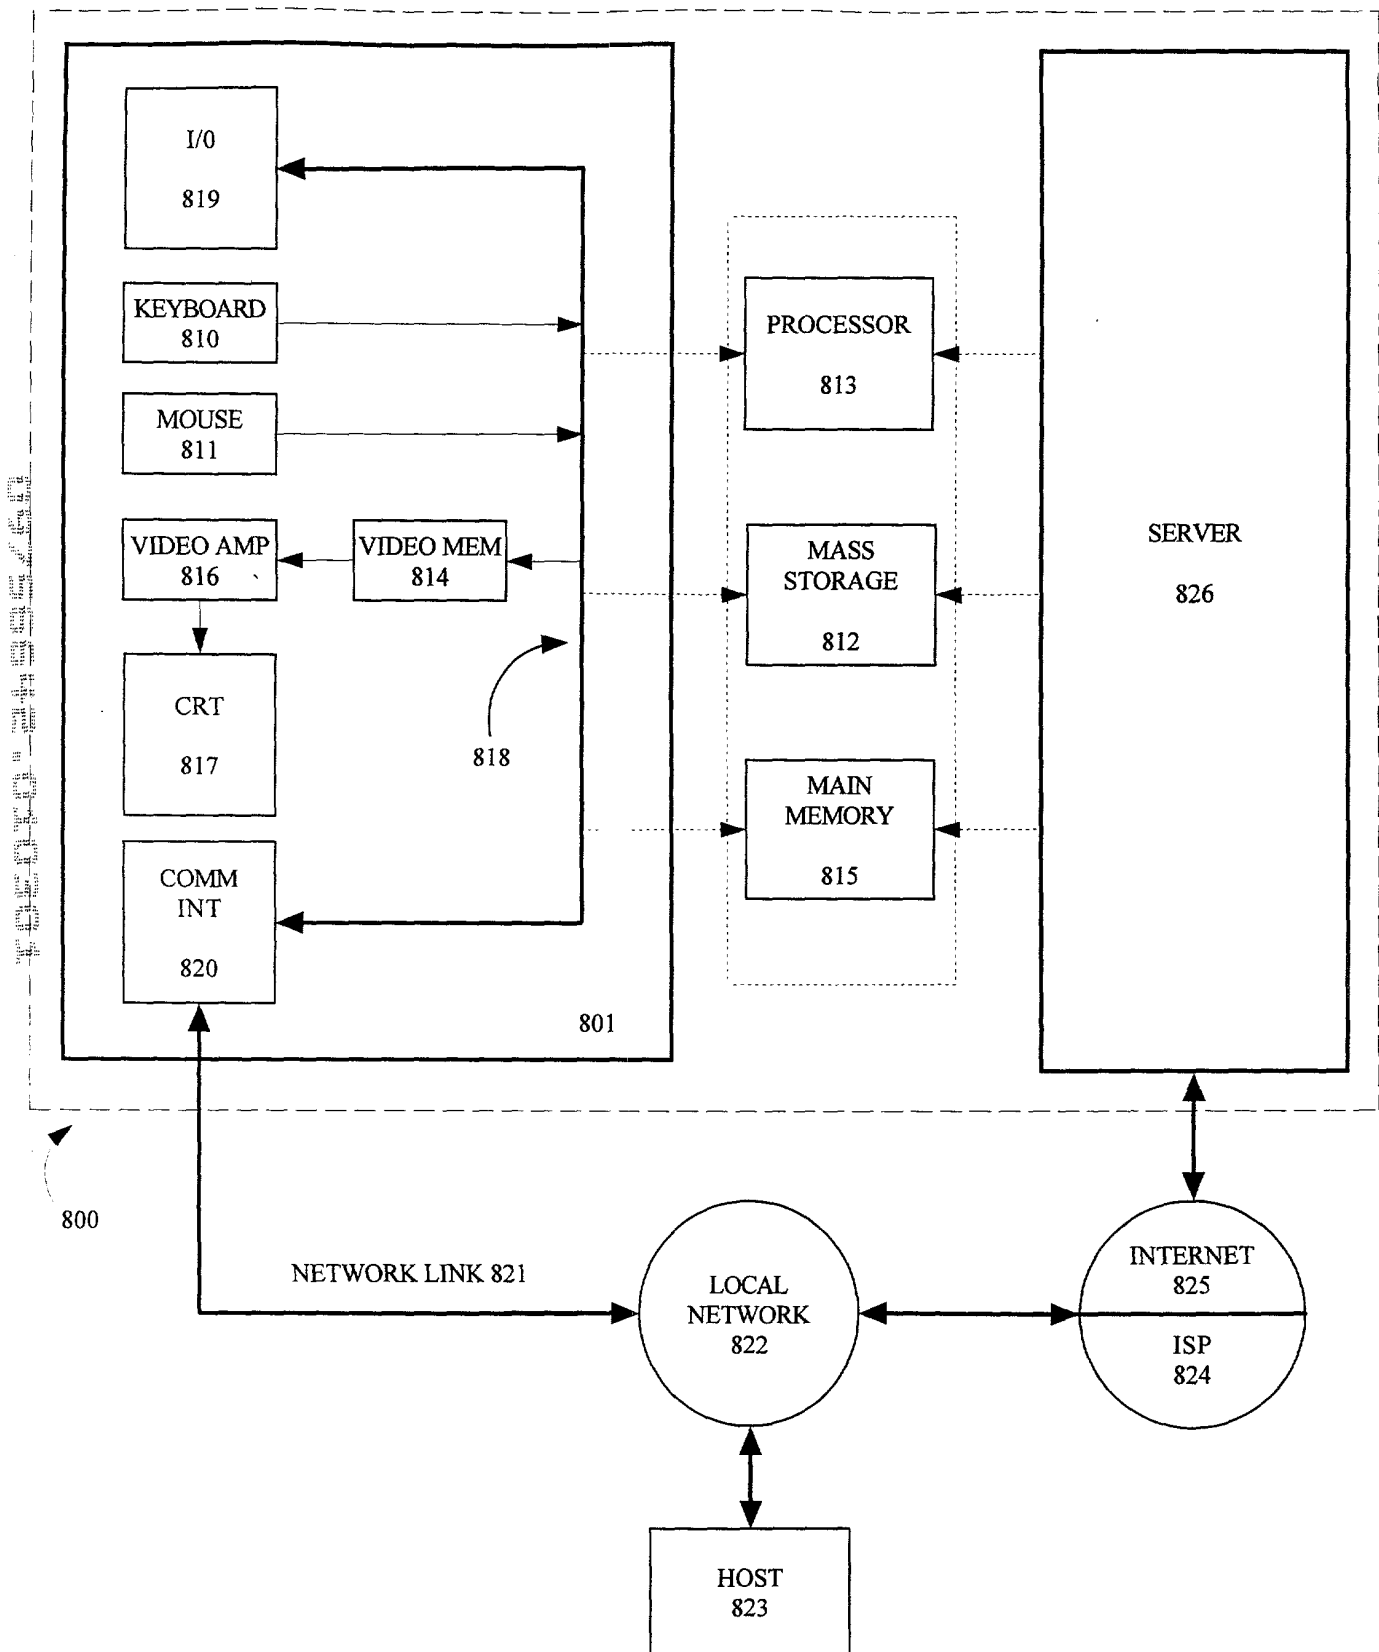 I/0
819
KEYBOARD
810
MOUSE
811
VIDEO AMP
816
VIDEO MEM
814
CRT
817
818
COMM
INT
820
801
PROCESSOR
813
MASS
STORAGE
812
MAIN
MEMORY
815
SERVER
826
800
NETWORK LINK 821
LOCAL
NETWORK
822
INTERNET
825
ISP
824
HOST
823